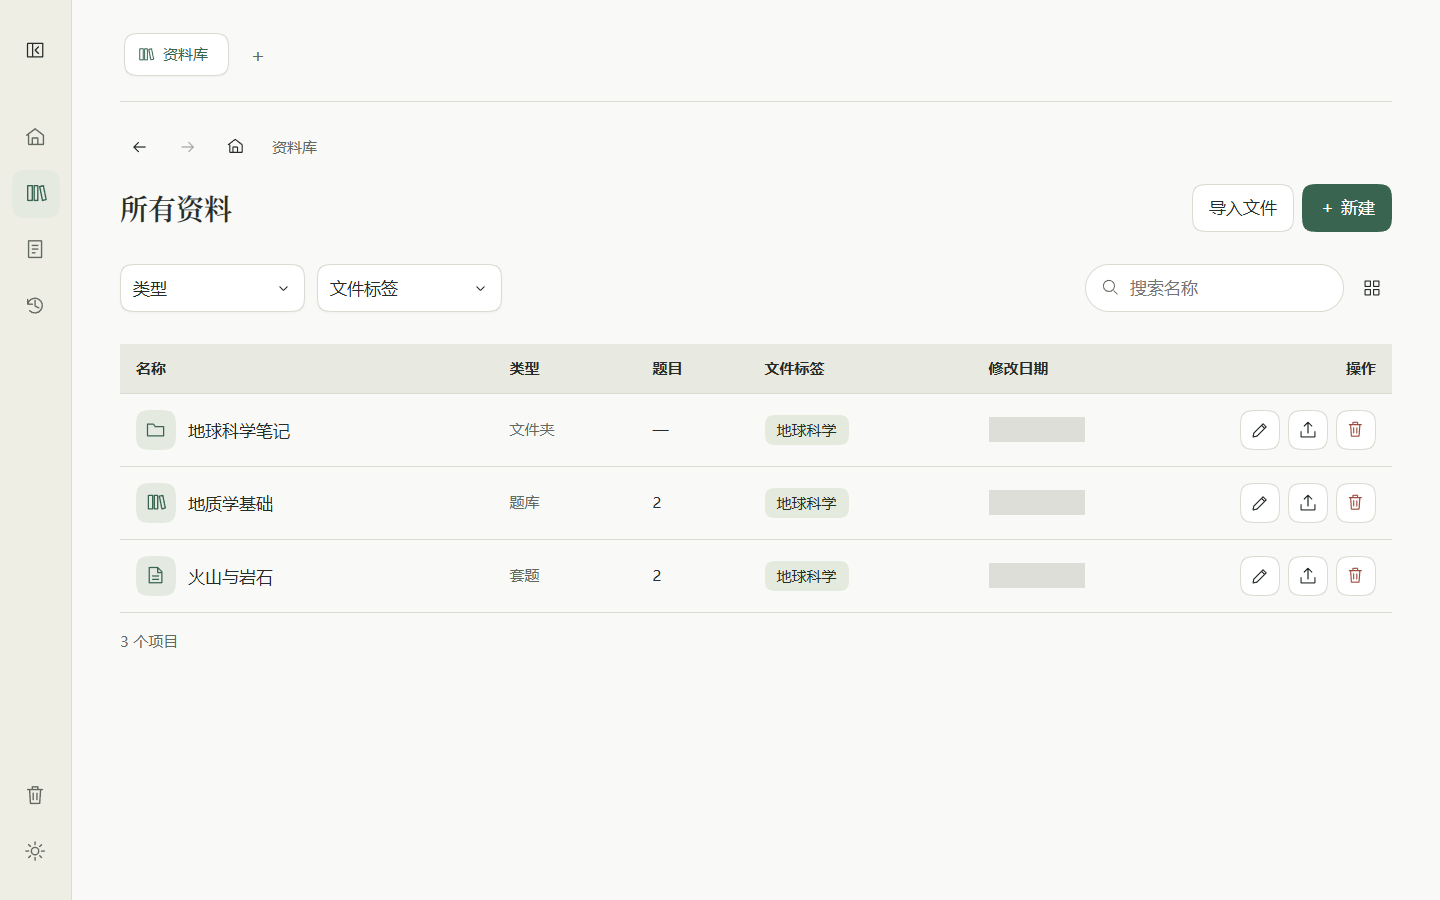 资料库
+
资料库
所有资料
导入文件
+ 新建
类型
文件标签
搜索名称
名称 类型 题目 文件标签 修改日期 操作
地球科学笔记 文件夹 — 地球科学
地质学基础 题库 2 地球科学
火山与岩石 套题 2 地球科学
3 个项目